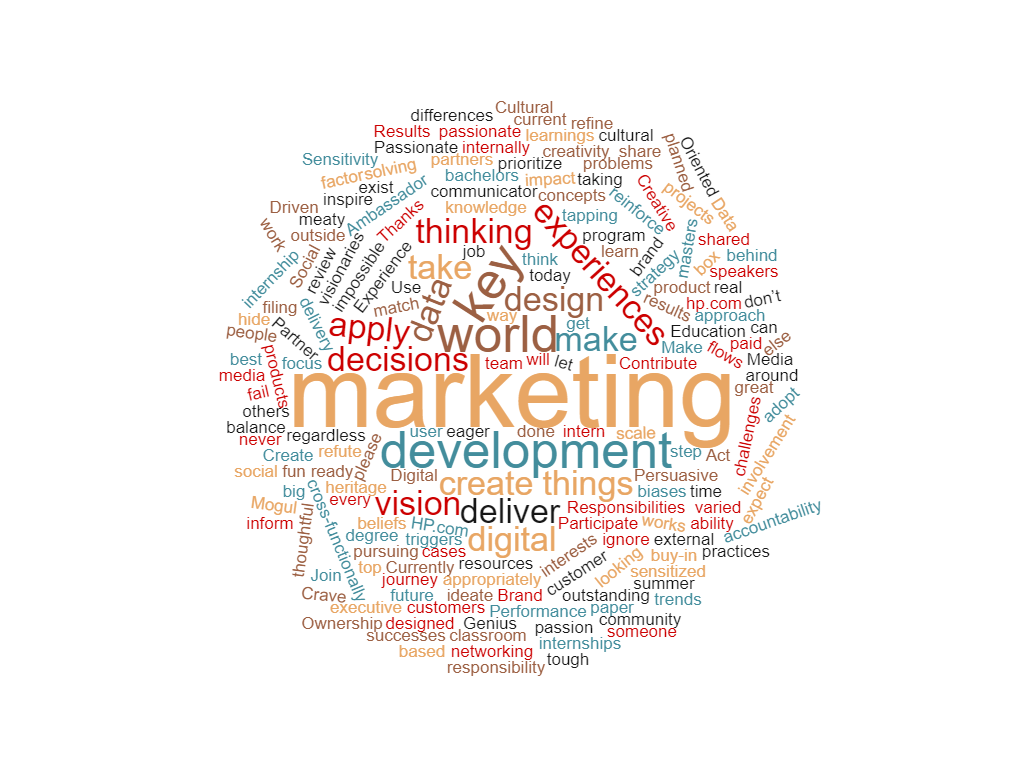 Cultural
differences
current
refine
Results
passionate
learnings
cultural
Passionate
internally
creativity
share
planned
Oriented
Sensitivity
partners
prioritize
problems
factor
solving
bachelors
impact
taking
Creative
projects
Data
exist
communicator
concepts
reinforce
inspire
Ambassador
Driven
knowledge
tapping
meaty
Thanks
thinking
experiences
program
brand
masters
shared
work
outside
Social
visionaries
job
learn
strategy
box
behind
internship
review
impossible
Experience
take
key
think
today
speakers
Use
data
design
product
real
filing
delivery
match
way
results
hp.com
don't
hide
Partner
apply
world
get
make
approach
people
Education
can
best
focus
decisions
team
will
let
Contribute
Make
flows
paid
else
Media
media
products
marketing
around
fail
great
others
adopt
balance
never
regardless
please
user
eager
done
intern
scale
challenges
Create
refute
development
step
Act
involvement
social
fun
ready
Digital
create
things
Persuasive
big
heritage
biases
time
expect
Mogul
cross-functionally
every
vision
deliver
Responsibilities
varied
inform
thoughtful
beliefs
HP.com
Participate
works
ability
accountability
degree
triggers
digital
ignore
external
pursuing
cases
interests
customer
looking
buy-in
practices
top
Currently
resources
sensitized
Join
journey
appropriately
summer
Crave
future
ideate
Brand
outstanding
trends
executive
customers
Performance
paper
Ownership
designed
Genius
passion
community
successes
classroom
someone
based
networking
internships
tough
responsibility